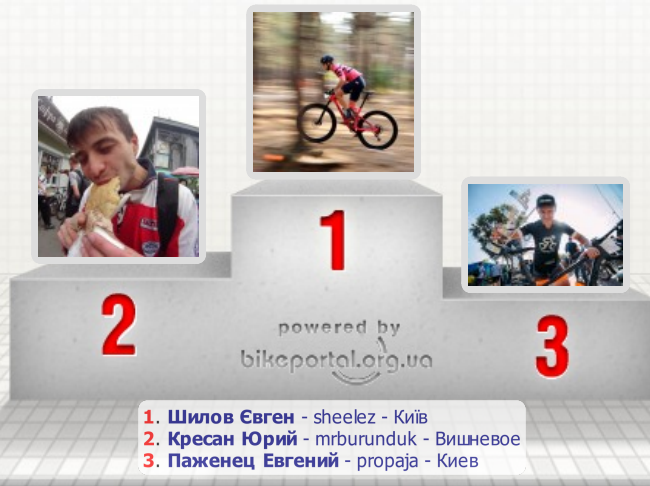 1
2
3
powered by
bikeportal.org.ua
1. Шилов Євген - sheelez - Київ
2. Кресан Юрий - mrburunduk - Вишневое
3. Паженец Евгений - propaja - Киев